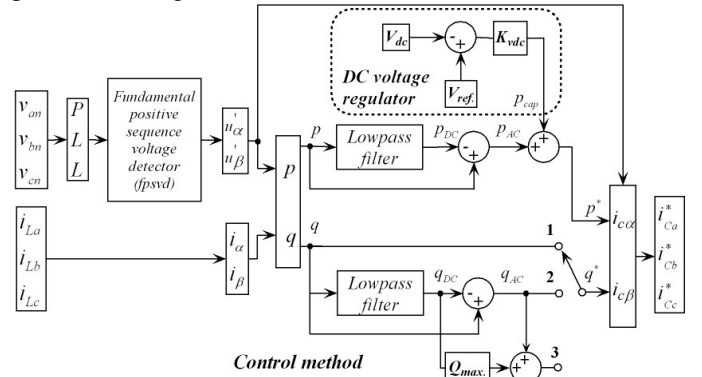 V_dc
-
+
K_vdc
DC voltage
regulator
V_ref.
p_cap
v_an
v_bn
v_cn
P
L
L
Fundamental
positive
sequence
voltage
detector
(fpsvd)
u'_α
u'_β
p
q
p
Lowpass
filter
p_DC
-
+
p_AC
+
+
i_La
i_Lb
i_Lc
i_α
i_β
q
1
p*
q*
i_cα
i_cβ
i*_Ca
i*_Cb
i*_Cc
Lowpass
filter
q_DC
-
+
q_AC
2
Q_max.
+
+
3
Control method